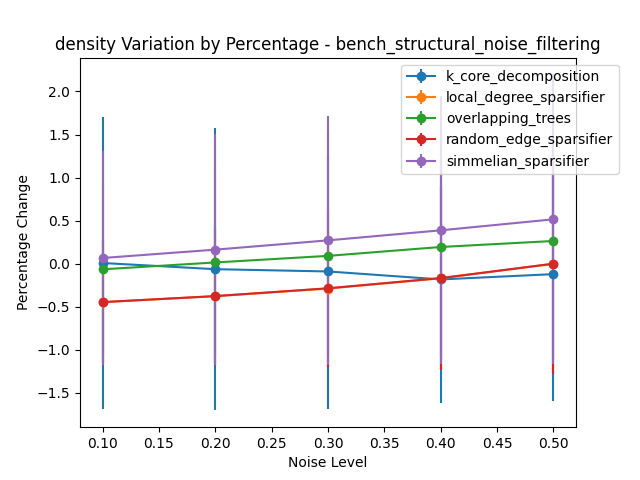 density Variation by Percentage - bench_structural_noise_filtering
k_core_decomposition
local_degree_sparsifier
overlapping_trees
random_edge_sparsifier
simmelian_sparsifier
Percentage Change
2.0
1.5
1.0
0.5
0.0
−0.5
−1.0
−1.5
0.10 0.15 0.20 0.25 0.30 0.35 0.40 0.45 0.50
Noise Level